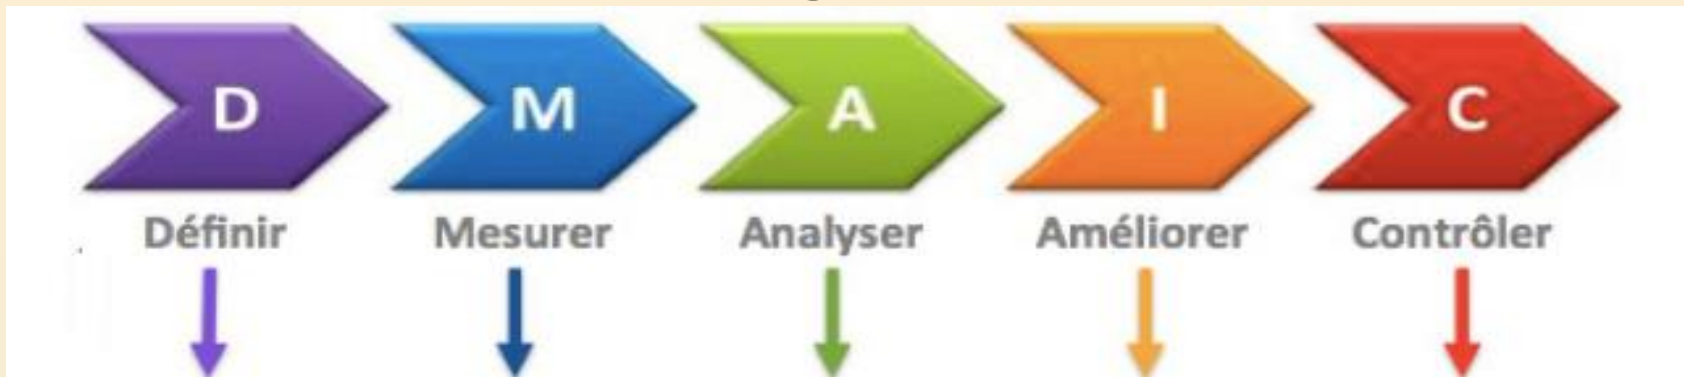 D M A I C
Définir Mesurer Analyser Améliorer Contrôler